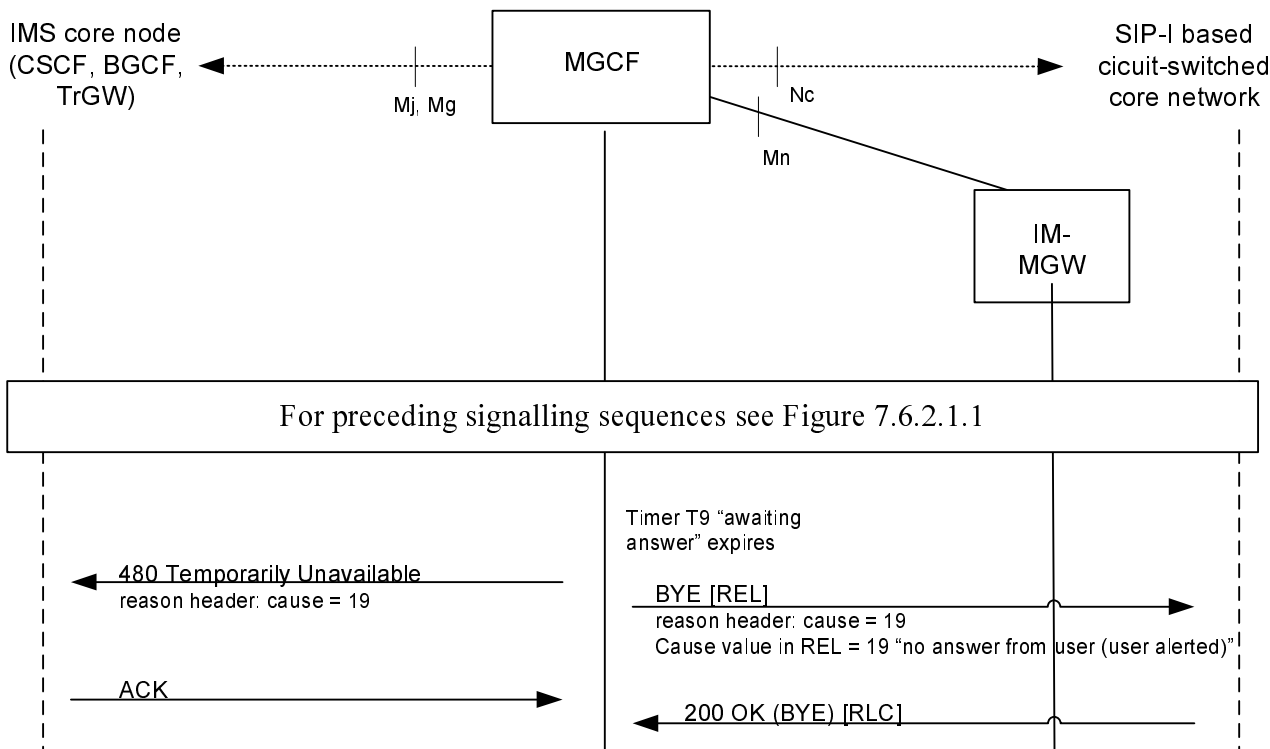 IMS core node
(CSCF, BGCF,
TrGW)
MGCF
SIP-I based
cicuit-switched
core network
Mj, Mg
Nc
Mn
IM-
MGW
For preceding signalling sequences see Figure 7.6.2.1.1
Timer T9 “awaiting
answer” expires
480 Temporarily Unavailable
reason header: cause = 19
BYE [REL]
reason header: cause = 19
Cause value in REL = 19 “no answer from user (user alerted)”
ACK
200 OK (BYE) [RLC]